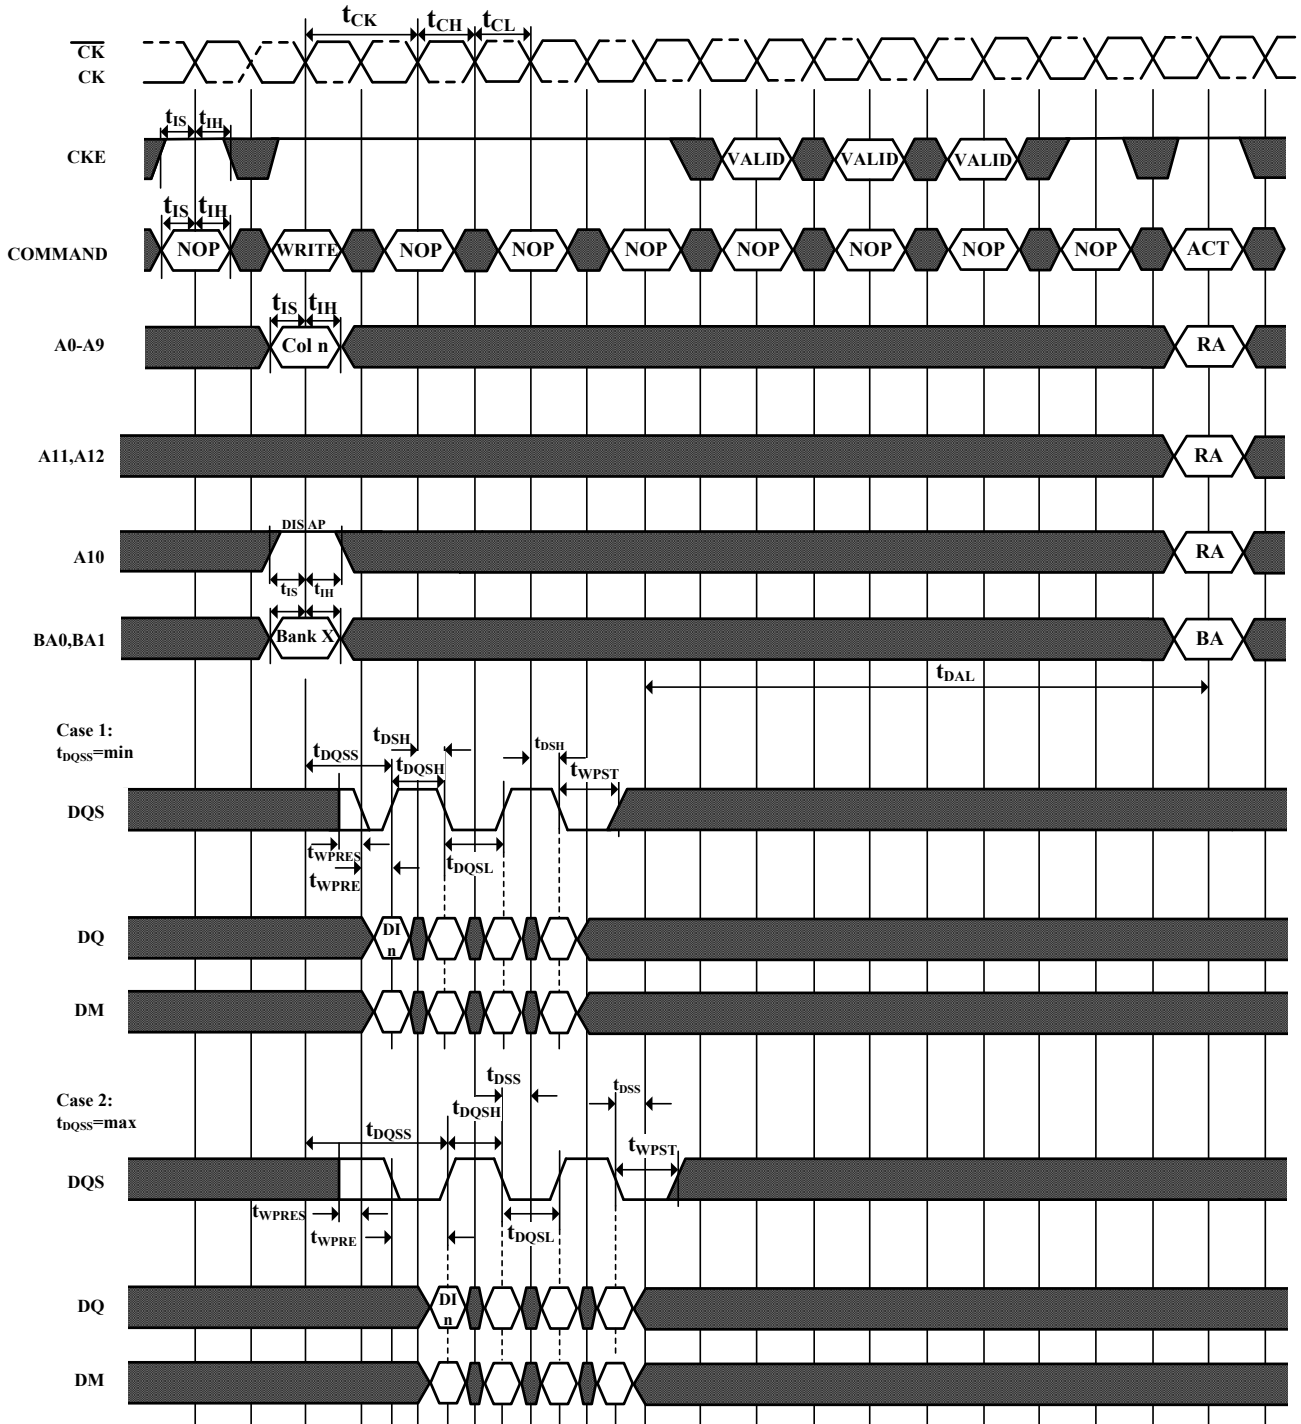 tCK tCH tCL
CK
CK
tIS tIH
CKE VALID VALID VALID
tIS tIH
COMMAND NOP WRITE NOP NOP NOP NOP NOP NOP NOP ACT
tIS tIH
A0-A9 Col n RA
A11,A12 RA
DIS AP
A10 RA
tIS tIH
BA0,BA1 Bank X BA
tDAL
Case 1:
tDQSS=min
tDQSS tDSH tDQSH tDSH tWPST
DQS
tWPRES tDQSL
tWPRE
DQ DI n
DM
Case 2:
tDQSS=max
tDSS tDSS
tDQSS tDQSH tWPST
DQS
tWPRES tWPRE tDQSL
DQ DI n
DM